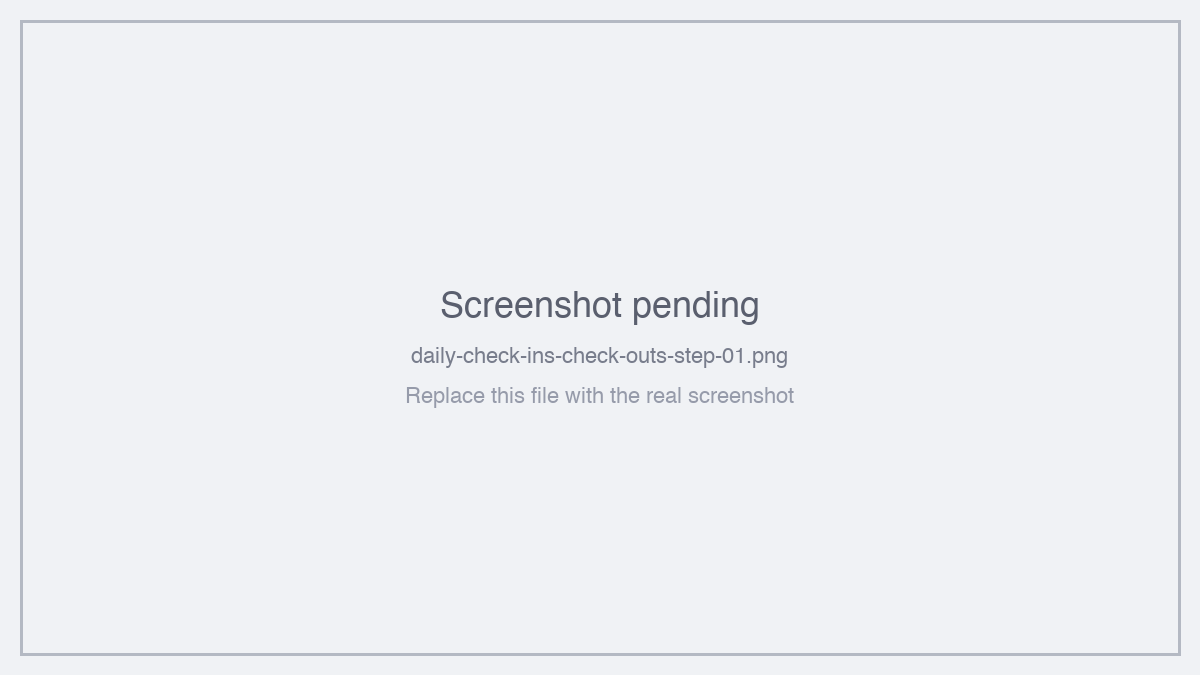 Screenshot pending
daily-check-ins-check-outs-step-01.png
Replace this file with the real screenshot